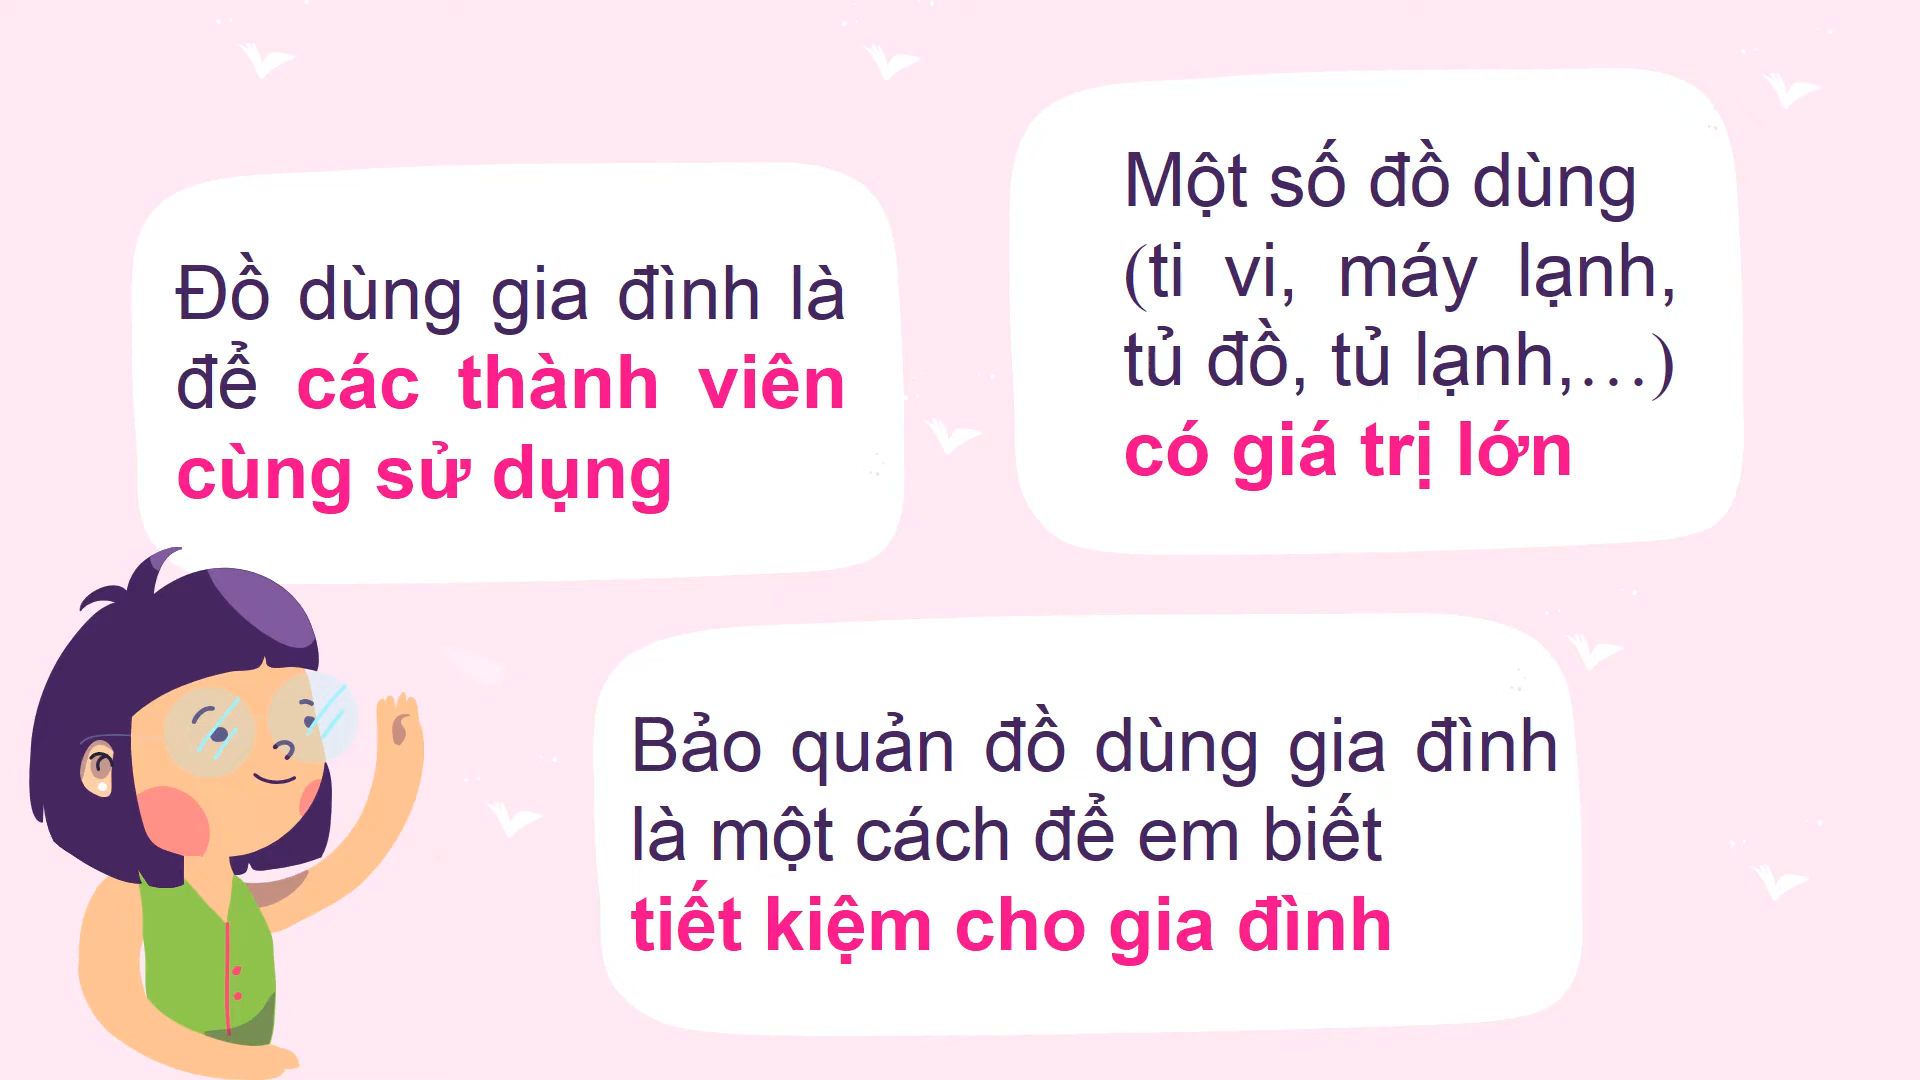 Đồ dùng gia đình là
để các thành viên
cùng sử dụng
Một số đồ dùng
(ti vi, máy lạnh,
tủ đồ, tủ lạnh,…)
có giá trị lớn
Bảo quản đồ dùng gia đình
là một cách để em biết
tiết kiệm cho gia đình